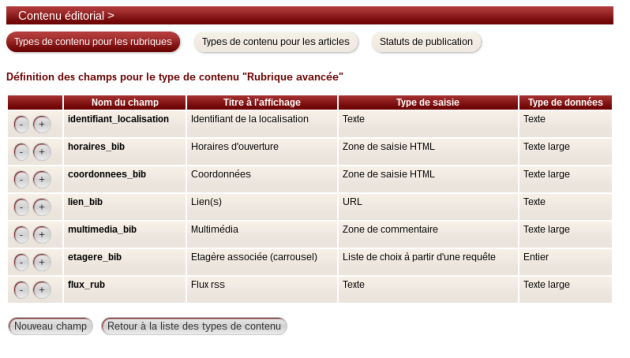 Contenu éditorial >
Types de contenu pour les rubriques Types de contenu pour les articles Statuts de publication
Définition des champs pour le type de contenu "Rubrique avancée"
Nom du champ Titre à l'affichage Type de saisie Type de données
- + identifiant_localisation Identifiant de la localisation Texte Texte
- + horaires_bib Horaires d'ouverture Zone de saisie HTML Texte large
- + coordonnees_bib Coordonnées Zone de saisie HTML Texte large
- + lien_bib Lien(s) URL Texte
- + multimedia_bib Multimédia Zone de commentaire Texte large
- + etagere_bib Etagère associée (carrousel) Liste de choix á partir d'une requête Entier
- + flux_rub Flux rss Texte Texte large
Nouveau champ Retour à la liste des types de contenu